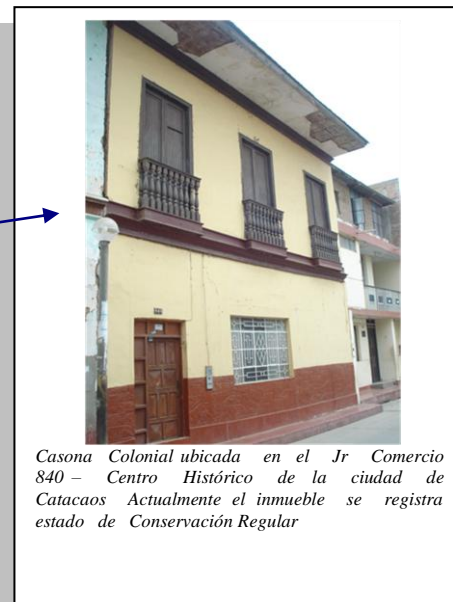 Casona Colonial ubicada en el Jr Comercio
840 – Centro Histórico de la ciudad de
Catacaos Actualmente el inmueble se registra
estado de Conservación Regular